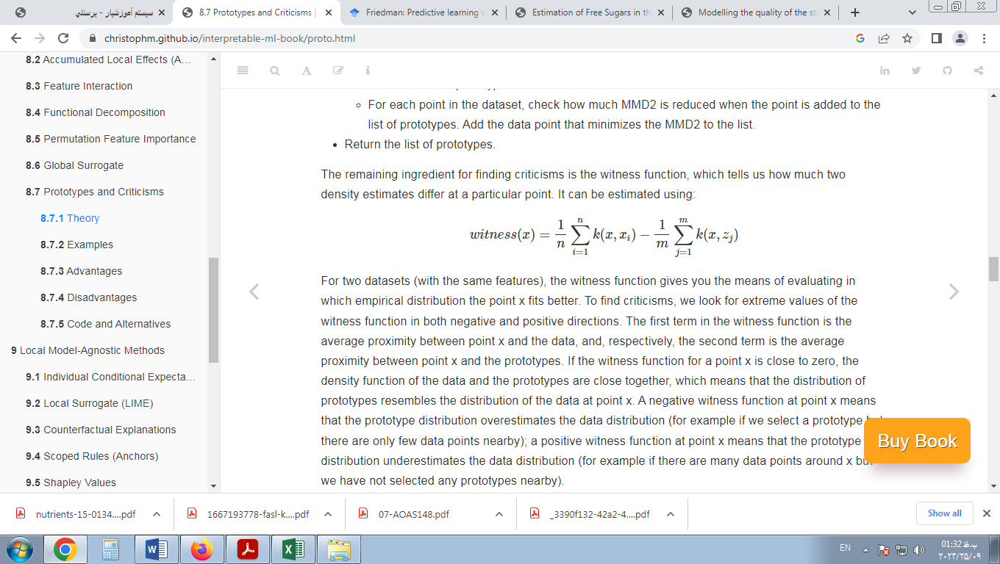 سیستم آموزشیار - پرسنلي
8.7 Prototypes and Criticisms |
Friedman: Predictive learning v
Estimation of Free Sugars in th
Modelling the quality of the st
christophm.github.io/interpretable-ml-book/proto.html
8.2 Accumulated Local Effects (A…
8.3 Feature Interaction
8.4 Functional Decomposition
8.5 Permutation Feature Importance
8.6 Global Surrogate
8.7 Prototypes and Criticisms
8.7.1 Theory
8.7.2 Examples
8.7.3 Advantages
8.7.4 Disadvantages
8.7.5 Code and Alternatives
9 Local Model-Agnostic Methods
9.1 Individual Conditional Expecta…
9.2 Local Surrogate (LIME)
9.3 Counterfactual Explanations
9.4 Scoped Rules (Anchors)
9.5 Shapley Values
For each point in the dataset, check how much MMD2 is reduced when the point is added to the
list of prototypes. Add the data point that minimizes the MMD2 to the list.
Return the list of prototypes.
The remaining ingredient for finding criticisms is the witness function, which tells us how much two
density estimates differ at a particular point. It can be estimated using:
witness(x) = 1/n ∑_{i=1}^{n} k(x, x_i) − 1/m ∑_{j=1}^{m} k(x, z_j)
For two datasets (with the same features), the witness function gives you the means of evaluating in
which empirical distribution the point x fits better. To find criticisms, we look for extreme values of the
witness function in both negative and positive directions. The first term in the witness function is the
average proximity between point x and the data, and, respectively, the second term is the average
proximity between point x and the prototypes. If the witness function for a point x is close to zero, the
density function of the data and the prototypes are close together, which means that the distribution of
prototypes resembles the distribution of the data at point x. A negative witness function at point x means
that the prototype distribution overestimates the data distribution (for example if we select a prototype
there are only few data points nearby); a positive witness function at point x means that the prototype
distribution underestimates the data distribution (for example if there are many data points around x but
we have not selected any prototypes nearby).
Buy Book
nutrients-15-0134....pdf
1667193778-fasl-k....pdf
07-AOAS148.pdf
_3390f132-42a2-4....pdf
Show all
EN
01:32 ب.ظ
۲۰۲۳/۲۵/۰۹